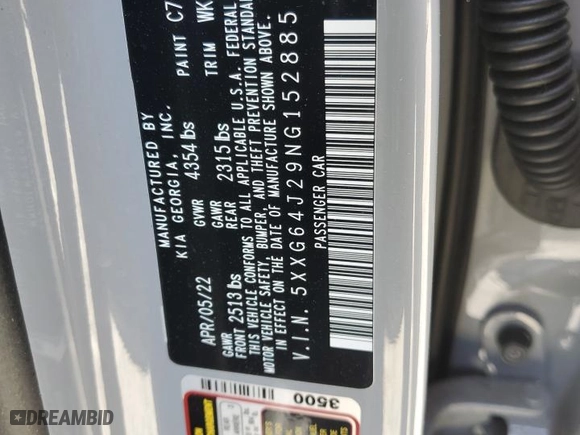 MANUFACTURED BY
KIA GEORGIA, INC.
PAINT C7
APR/05/22 GVWR 4354 lbs TRIM WK
GAWR GAWR
FRONT 2513 lbs REAR 2315 lbs
THIS VEHICLE CONFORMS TO ALL APPLICABLE U.S.A. FEDERAL
MOTOR VEHICLE SAFETY, BUMPER, AND THEFT PREVENTION STANDAR
IN EFFECT ON THE DATE OF MANUFACTURE SHOWN ABOVE.
V.I.N. 5XXG64J29NG152885
PASSENGER CAR
3500
DREAMBID